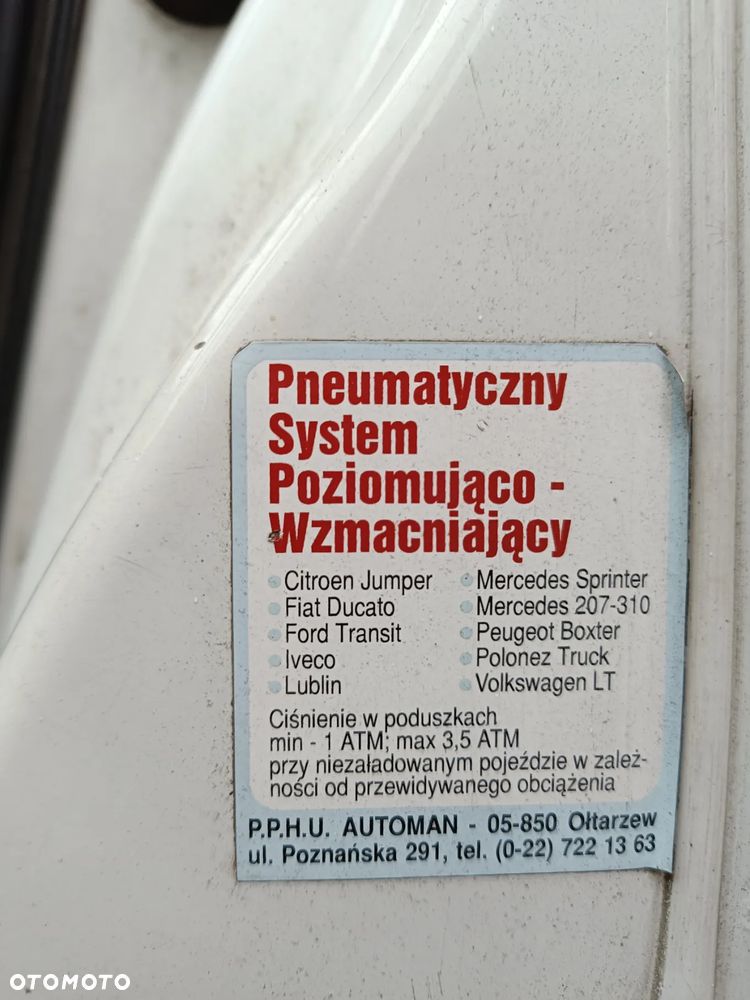 Pneumatyczny
System
Poziomująco -
Wzmacniający
Citroen Jumper
Fiat Ducato
Ford Transit
Iveco
Lublin
Mercedes Sprinter
Mercedes 207-310
Peugeot Boxter
Polonez Truck
Volkswagen LT
Ciśnienie w poduszkach
min - 1 ATM; max 3,5 ATM
przy niezaładowanym pojeździe w zależ-
ności od przewidywanego obciążenia
P.P.H.U. AUTOMAN - 05-850 Ołtarzew
ul. Poznańska 291, tel. (0-22) 722 13 63
OTOMOTO